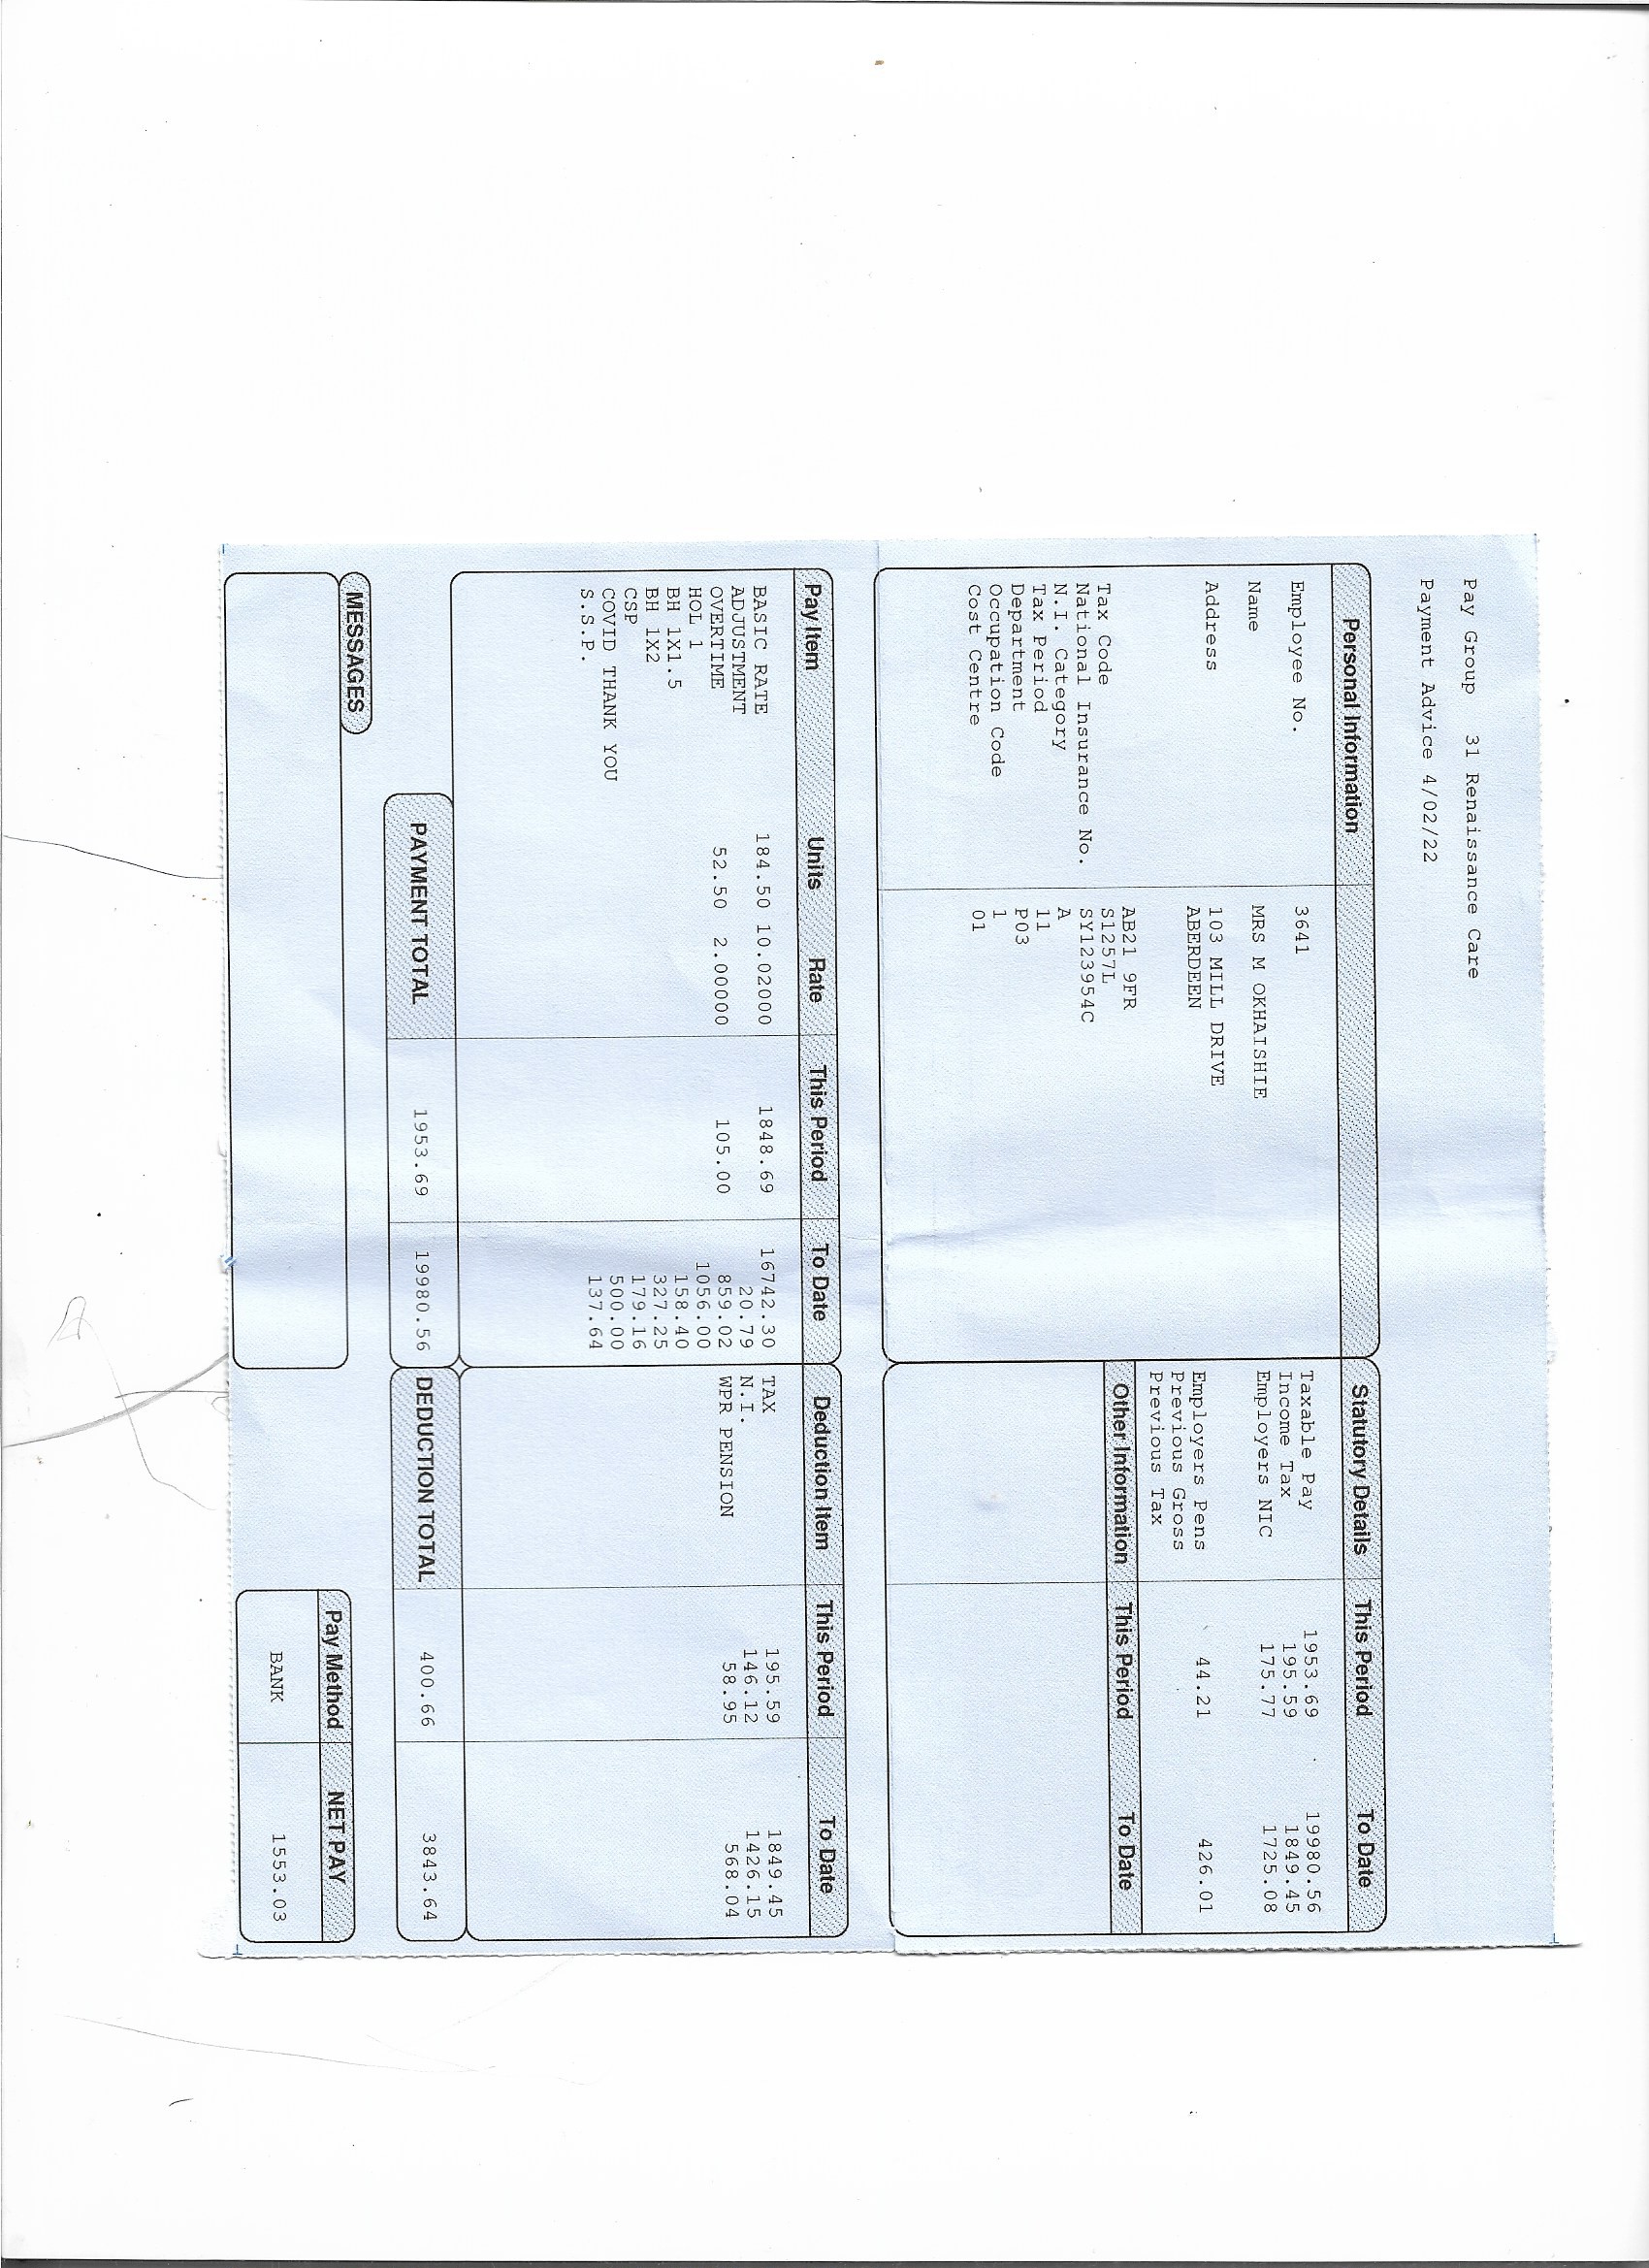 Pay Group 31 Renaissance Care
Payment Advice 4/02/22
Personal Information
Employee No. 3641
Name MRS M OKHAISHIE
Address 103 MILL DRIVE
ABERDEEN
AB21 9FR
Tax Code S1257L
National Insurance No. SY123954C
N.I. Category A
Tax Period 11
Department P03
Occupation Code 1
Cost Centre 01
Statutory Details This Period To Date
Taxable Pay 1953.69 19980.56
Income Tax 195.59 1849.45
Employers NIC 175.77 1725.08
Employers Pens 44.21 426.01
Previous Gross
Previous Tax
Other Information This Period To Date
Pay Item Units Rate This Period To Date
BASIC RATE 184.50 10.02000 1848.69 16742.30
ADJUSTMENT 20.79
OVERTIME 52.50 2.00000 105.00 859.02
HOL 1 1056.00
BH 1X1.5 158.40
BH 1X2 327.25
CSP 179.16
COVID THANK YOU 500.00
S.S.P. 137.64
PAYMENT TOTAL 1953.69 19980.56
Deduction Item This Period To Date
TAX 195.59 1849.45
N.I. 146.12 1426.15
WPR PENSION 58.95 568.04
DEDUCTION TOTAL 400.66 3843.64
MESSAGES
Pay Method NET PAY
BANK 1553.03